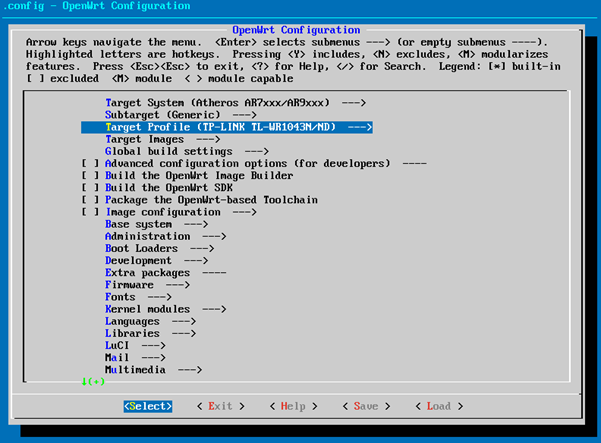 .config - OpenWrt Configuration
OpenWrt Configuration
Arrow keys navigate the menu.  <Enter> selects submenus ---> (or empty submenus ----).
Highlighted letters are hotkeys.  Pressing <Y> includes, <N> excludes, <M> modularizes
features.  Press <Esc><Esc> to exit, <?> for Help, </> for Search.  Legend: [*] built-in
[ ] excluded  <M> module  < > module capable
Target System (Atheros AR7xxx/AR9xxx)  --->
Subtarget (Generic)  --->
Target Profile (TP-LINK TL-WR1043N/ND)  --->
Target Images  --->
Global build settings  --->
[ ] Advanced configuration options (for developers)  ----
[ ] Build the OpenWrt Image Builder
[ ] Build the OpenWrt SDK
[ ] Package the OpenWrt-based Toolchain
[ ] Image configuration  --->
Base system  --->
Administration  --->
Boot Loaders  --->
Development  --->
Extra packages  ----
Firmware  --->
Fonts  --->
Kernel modules  --->
Languages  --->
Libraries  --->
LuCI  --->
Mail  --->
Multimedia  --->
↓(+)
<Select>    < Exit >    < Help >    < Save >    < Load >